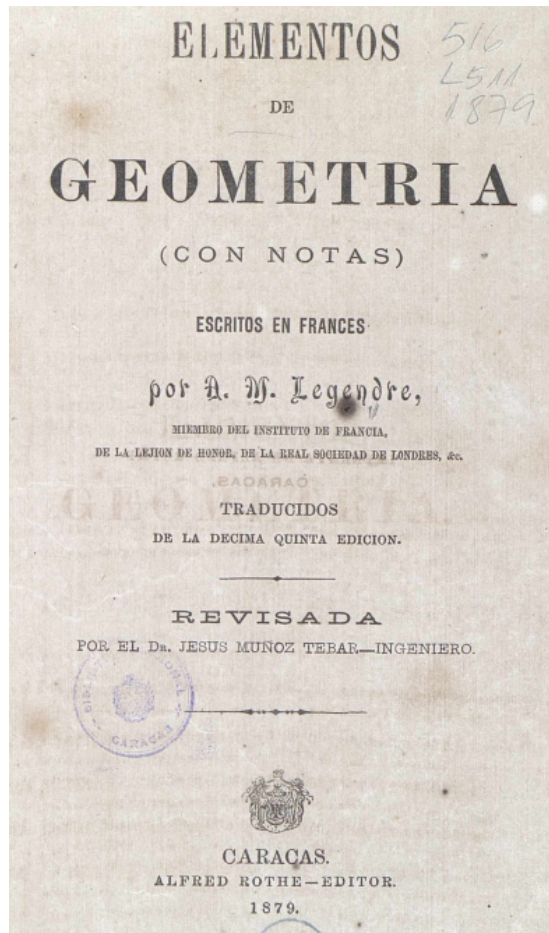 ELEMENTOS
516
L511
1879
DE
GEOMETRIA
(CON NOTAS)
ESCRITOS EN FRANCES
por A. M. Legendre,
MIEMBRO DEL INSTITUTO DE FRANCIA,
DE LA LEJION DE HONOR, DE LA REAL SOCIEDAD DE LONDRES, &c.
TRADUCIDOS
DE LA DECIMA QUINTA EDICION.
REVISADA
POR EL DR. JESUS MUÑOZ TEBAR—INGENIERO.
CARACAS
CARACAS.
ALFRED ROTHE—EDITOR.
1879.